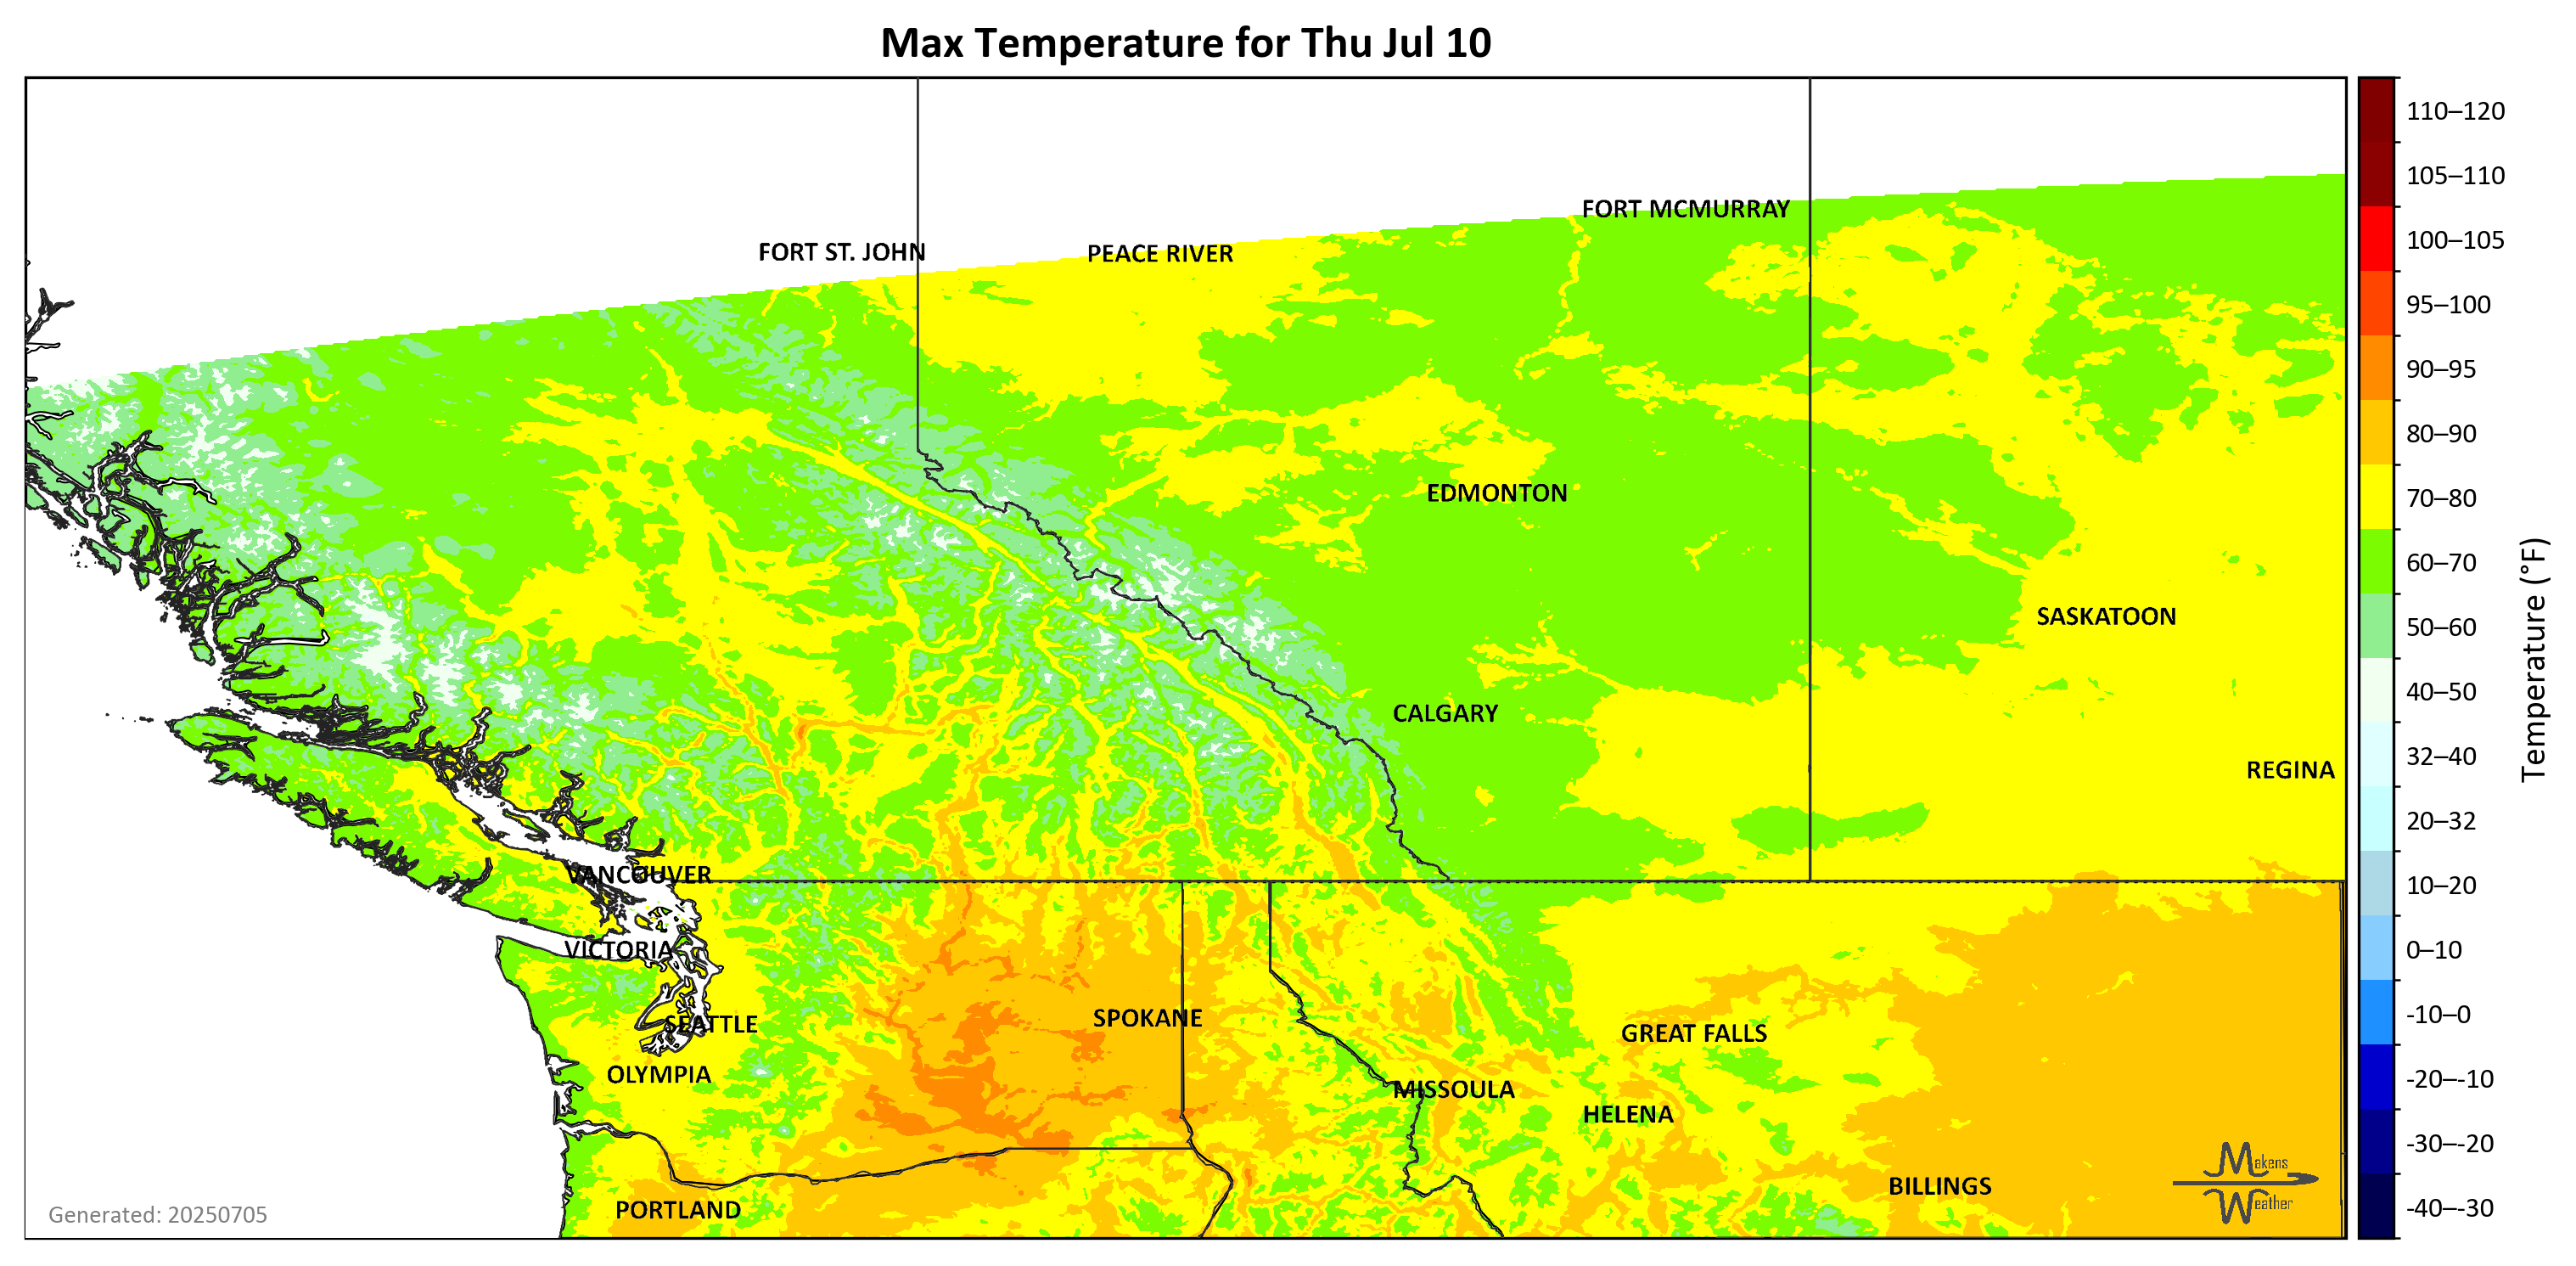 Max Temperature for Thu Jul 10
FORT MCMURRAY
FORT ST. JOHN
PEACE RIVER
EDMONTON
SASKATOON
CALGARY
REGINA
VANCOUVER
VICTORIA
SEATTLE
SPOKANE
GREAT FALLS
OLYMPIA
MISSOULA
HELENA
BILLINGS
PORTLAND
Makens
Weather
Generated: 20250705
110–120
105–110
100–105
95–100
90–95
80–90
70–80
60–70
50–60
40–50
32–40
20–32
10–20
0–10
-10–0
-20–-10
-30–-20
-40–-30
Temperature (°F)